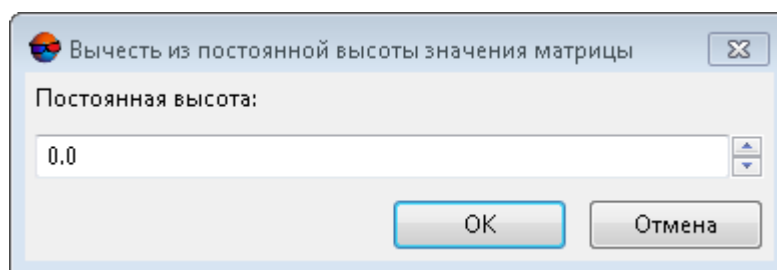 Вычесть из постоянной высоты значения матрицы
Постоянная высота:
0.0
OK
Отмена